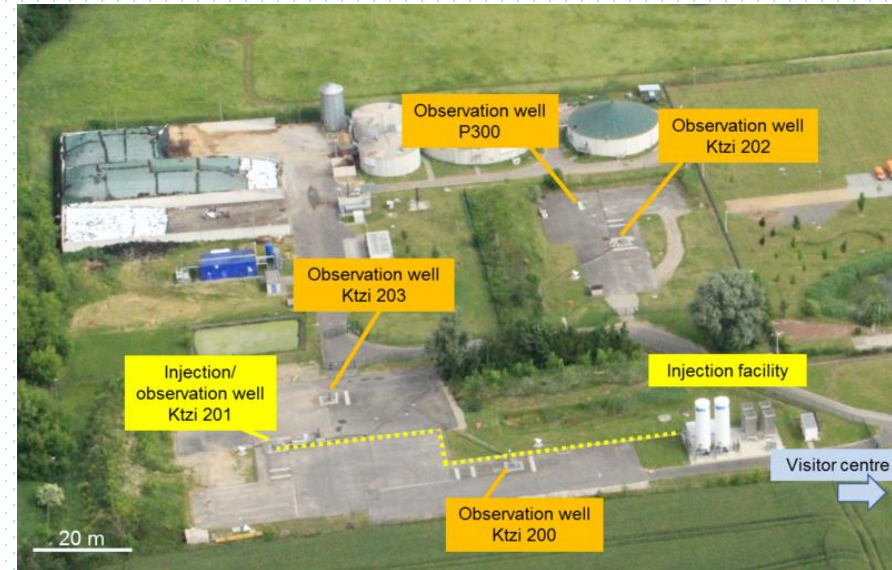 Observation well
P300
Observation well
Ktzi 202
Observation well
Ktzi 203
Injection/
observation well
Ktzi 201
Injection facility
Visitor centre
Observation well
Ktzi 200
20 m